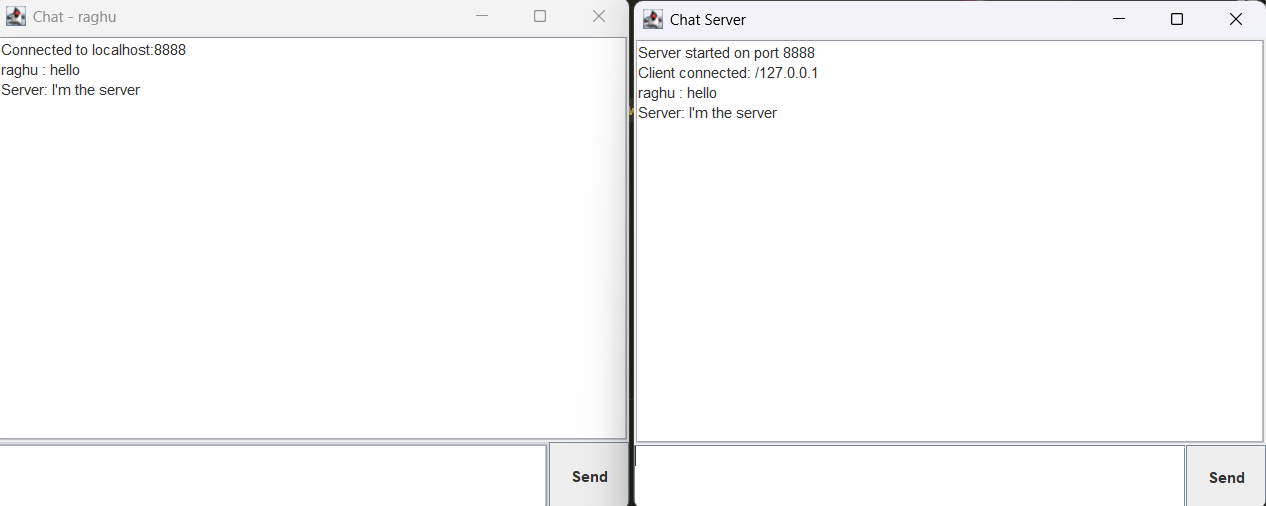 Chat - raghu
Connected to localhost:8888
raghu : hello
Server: I'm the server
Send
Chat Server
Server started on port 8888
Client connected: /127.0.0.1
raghu : hello
Server: I'm the server
Send